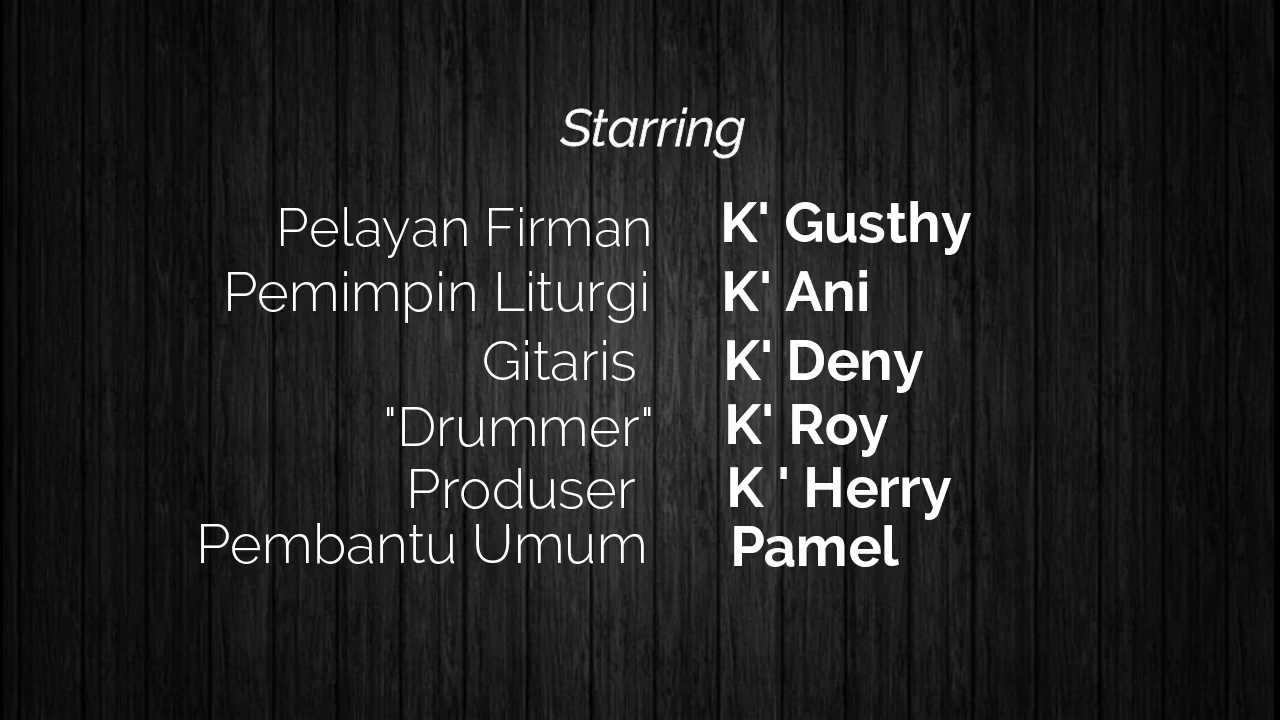 Starring
Pelayan Firman K' Gusthy
Pemimpin Liturgi K' Ani
Gitaris K' Deny
"Drummer" K' Roy
Produser K ' Herry
Pembantu Umum Pamel